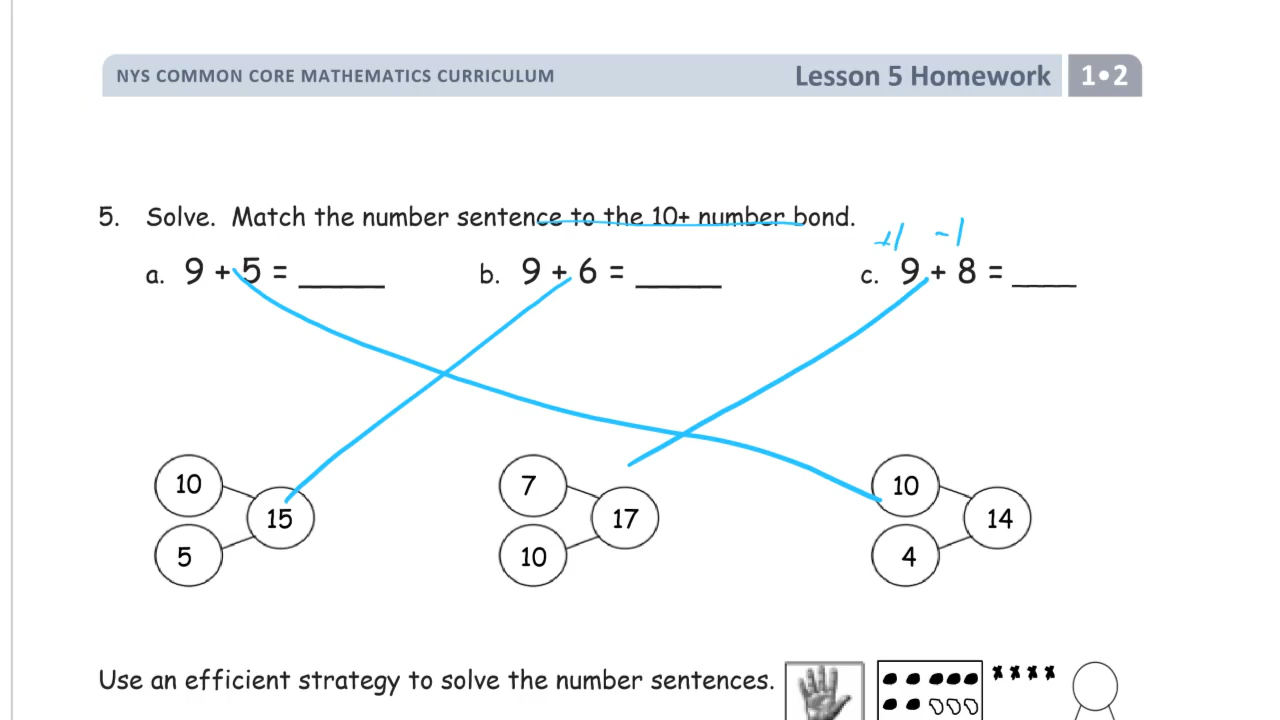 NYS COMMON CORE MATHEMATICS CURRICULUM Lesson 5 Homework 1•2
5. Solve. Match the number sentence to the 10+ number bond.
+1 -1
a. 9 + 5 = _____ b. 9 + 6 = _____ c. 9 + 8 = ____
10 7 10
15 17 14
5 10 4
Use an efficient strategy to solve the number sentences.